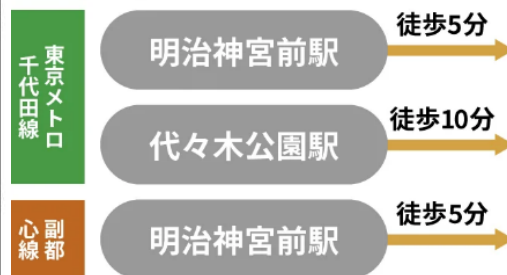 東京メトロ
千代田線
明治神宮前駅
徒歩5分
代々木公園駅
徒歩10分
副都
心線
明治神宮前駅
徒歩5分